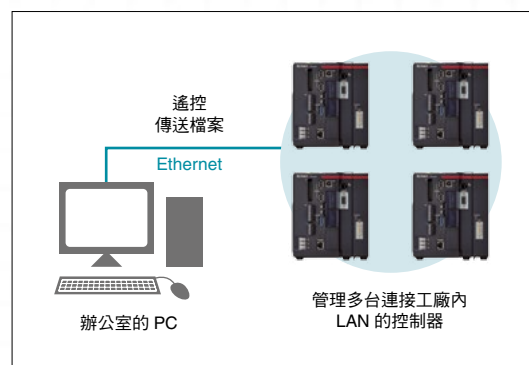 遙控
傳送檔案
Ethernet
辦公室的 PC
管理多台連接工廠內
LAN 的控制器